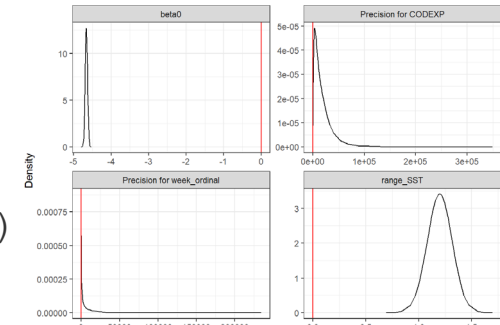 beta0
Precision for CODEXP
10
5
0
-5 -4 -3 -2 -1 0
5e-05
4e-05
3e-05
2e-05
1e-05
0e+00
0e+00 1e+05 2e+05 3e+05
Density
Precision for week_ordinal
range_SST
)
0.00075
0.00050
0.00025
0.00000
3
2
1
0